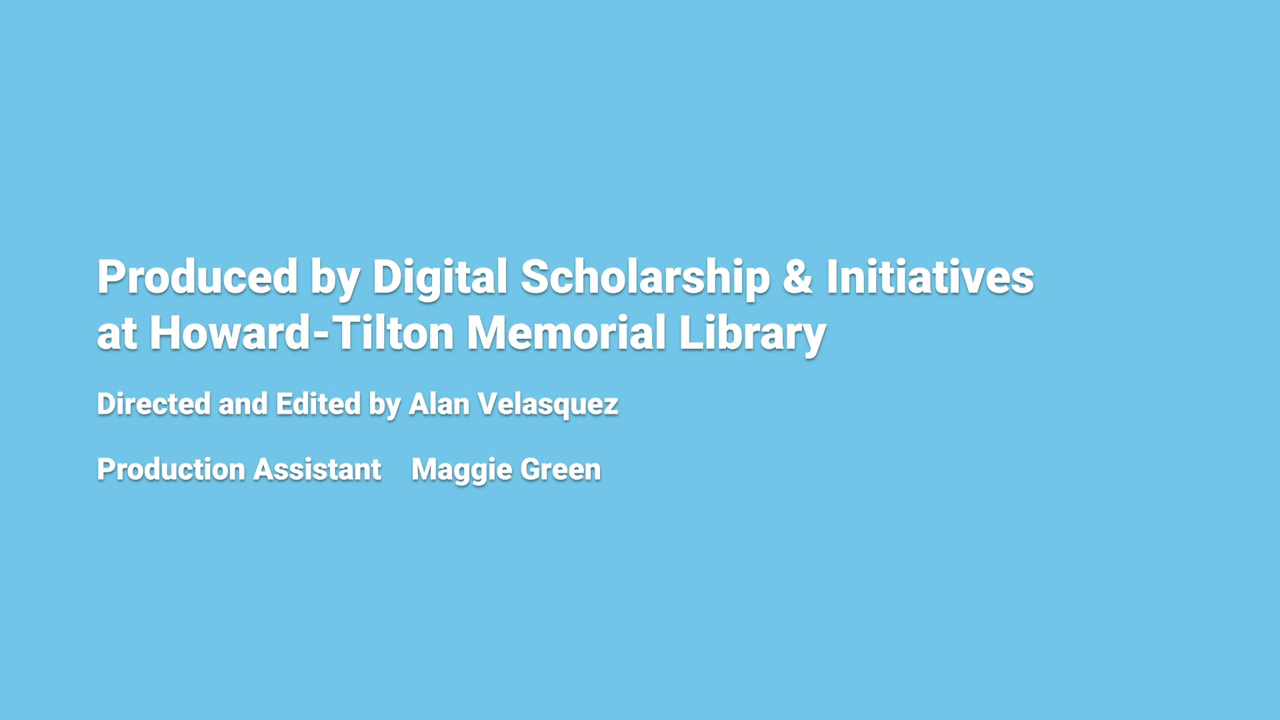 Produced by Digital Scholarship & Initiatives
at Howard-Tilton Memorial Library
Directed and Edited by Alan Velasquez
Production Assistant Maggie Green